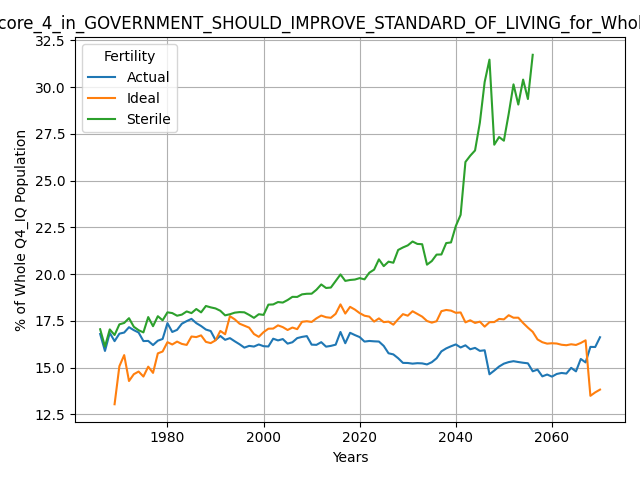 core_4_in_GOVERNMENT_SHOULD_IMPROVE_STANDARD_OF_LIVING_for_Whol
Fertility
Actual
Ideal
Sterile
% of Whole Q4_IQ Population
32.5
30.0
27.5
25.0
22.5
20.0
17.5
15.0
12.5
1980
2000
2020
2040
2060
Years